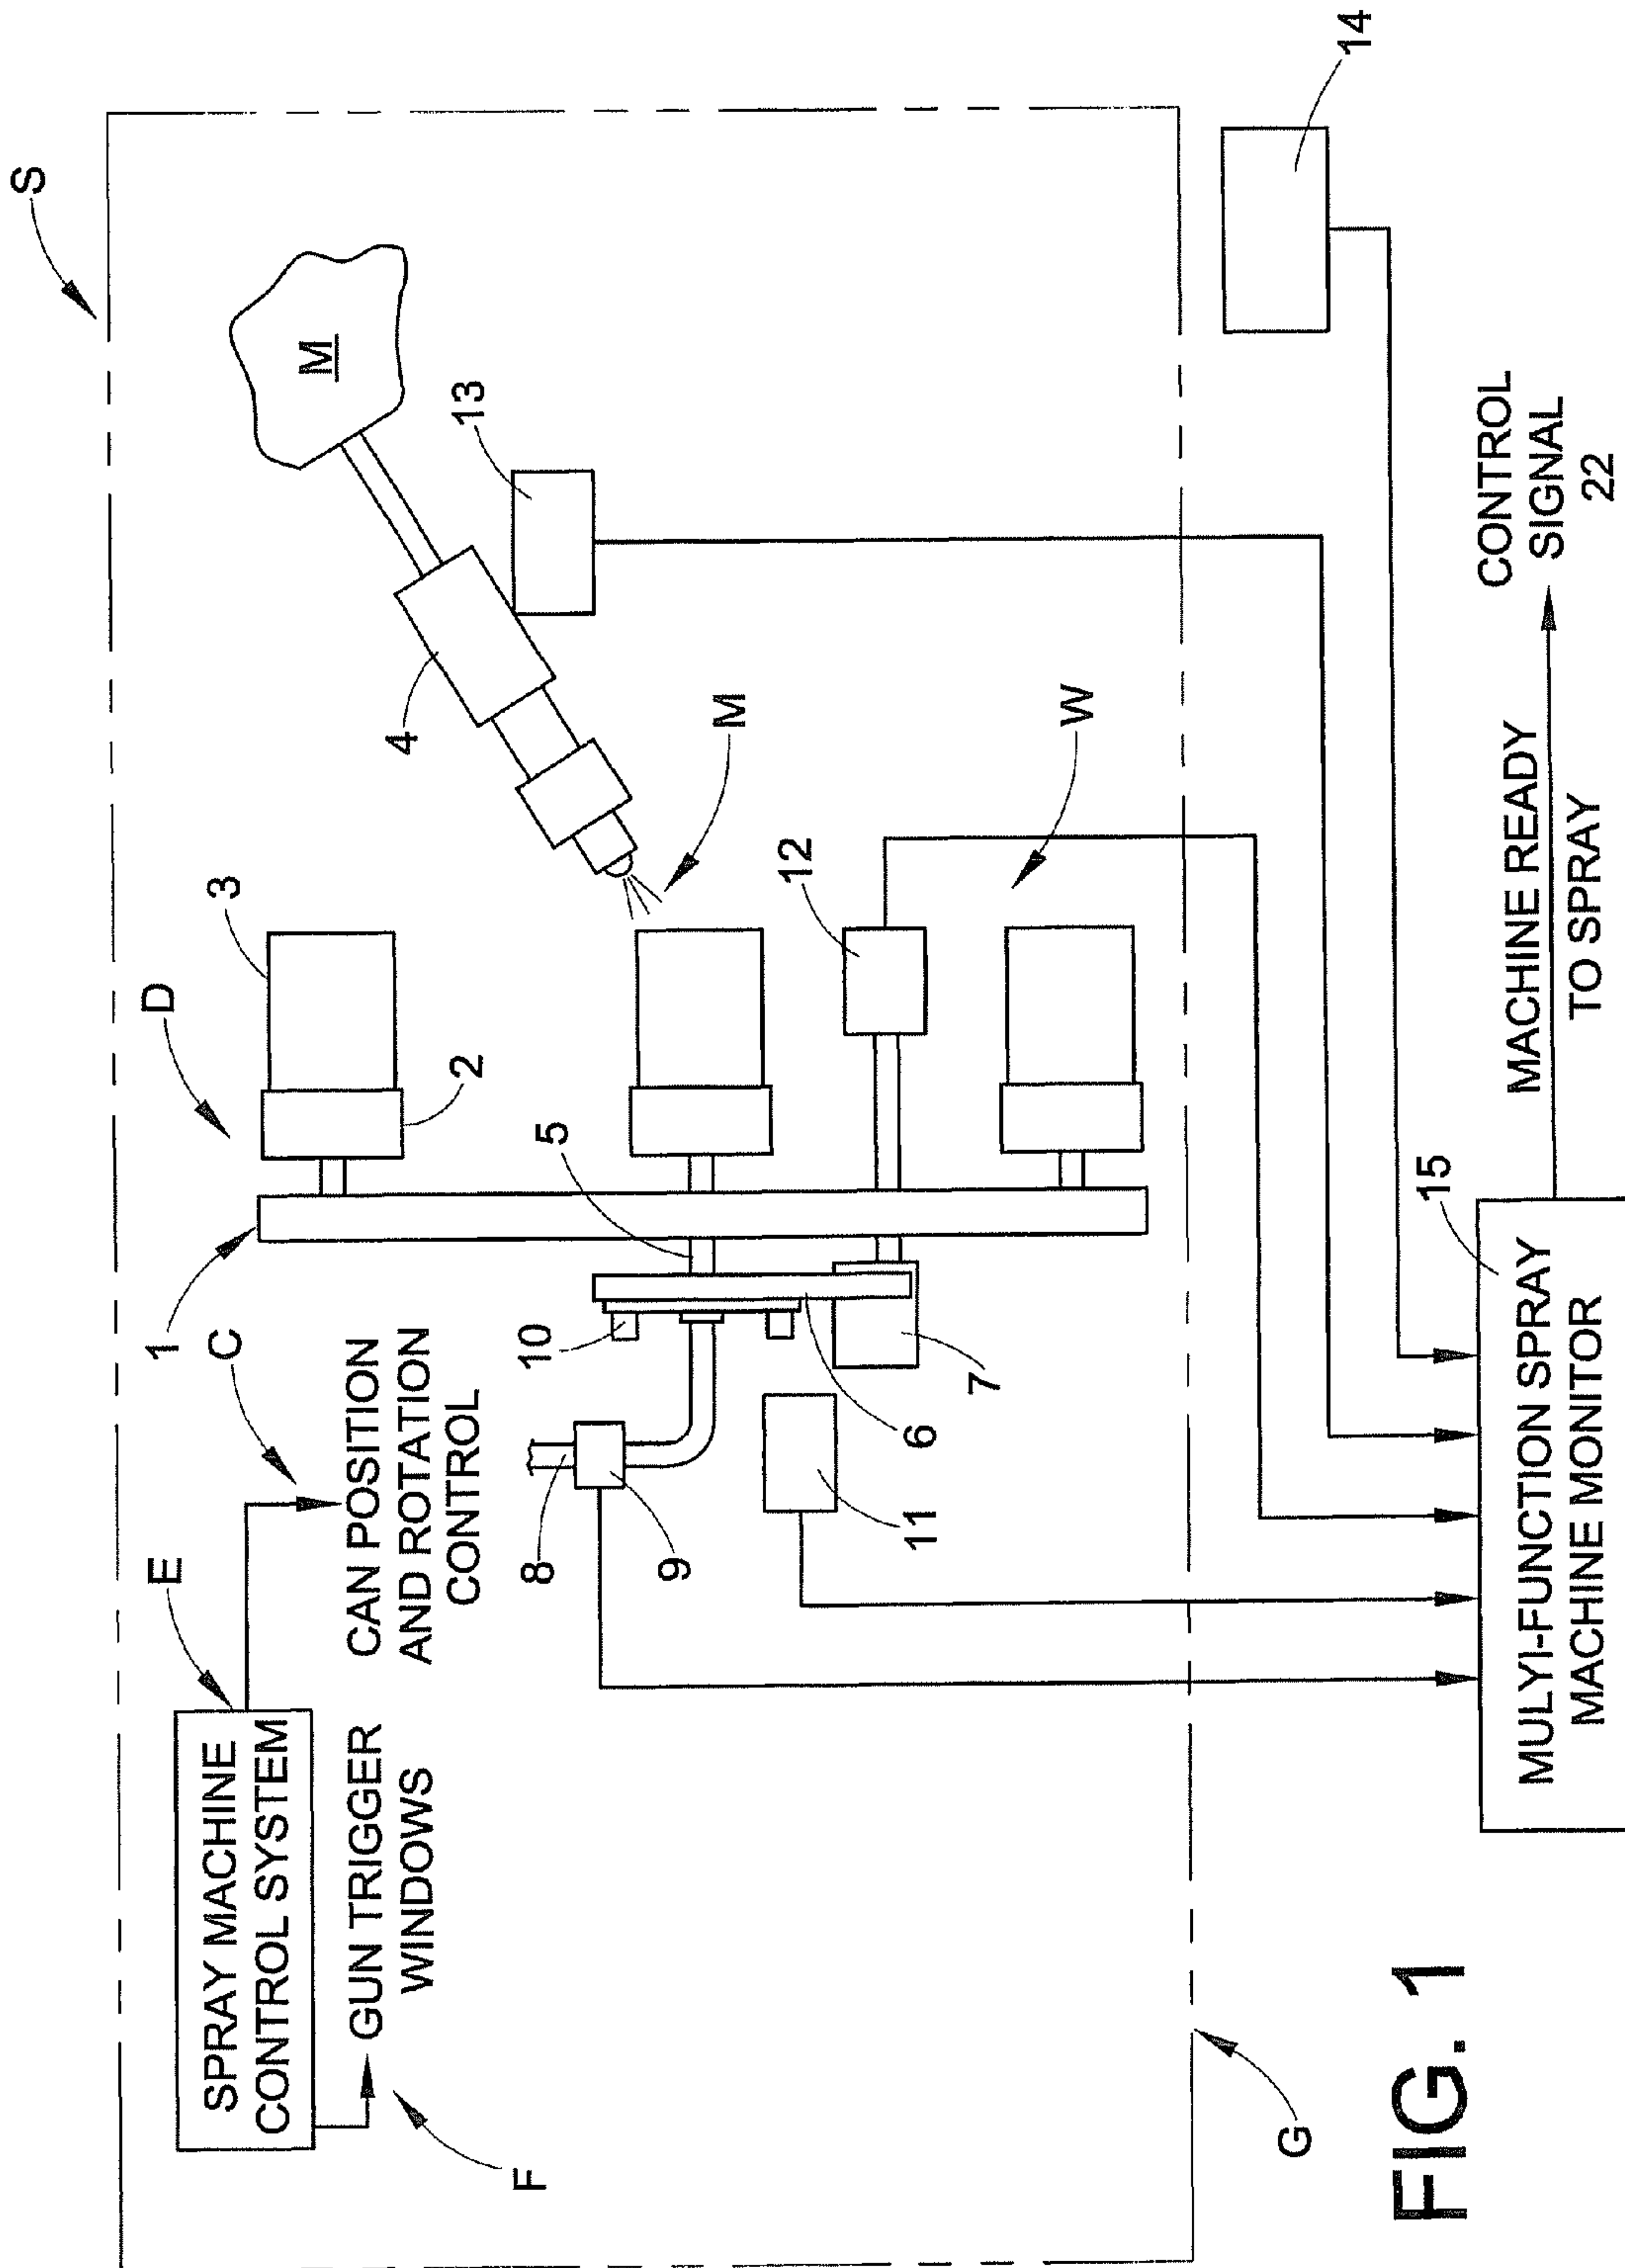 SPRAY MACHINE
CONTROL SYSTEM
E
C
GUN TRIGGER
WINDOWS
F
CAN POSITION
AND ROTATION
CONTROL
1
D
3
2
S
M
4
13
M
5
8
9
10
11
6
7
12
W
G
14
15
MULYI-FUNCTION SPRAY
MACHINE MONITOR
MACHINE READY
TO SPRAY
CONTROL
SIGNAL
22
FIG. 1